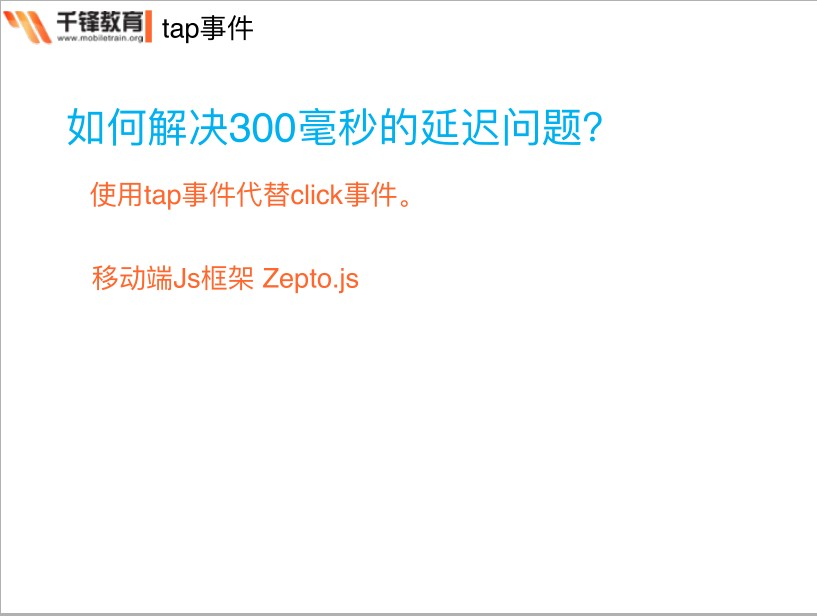 千锋教育
www.mobiletrain.org
tap事件
如何解决300毫秒的延迟问题？
使用tap事件代替click事件。
移动端Js框架 Zepto.js